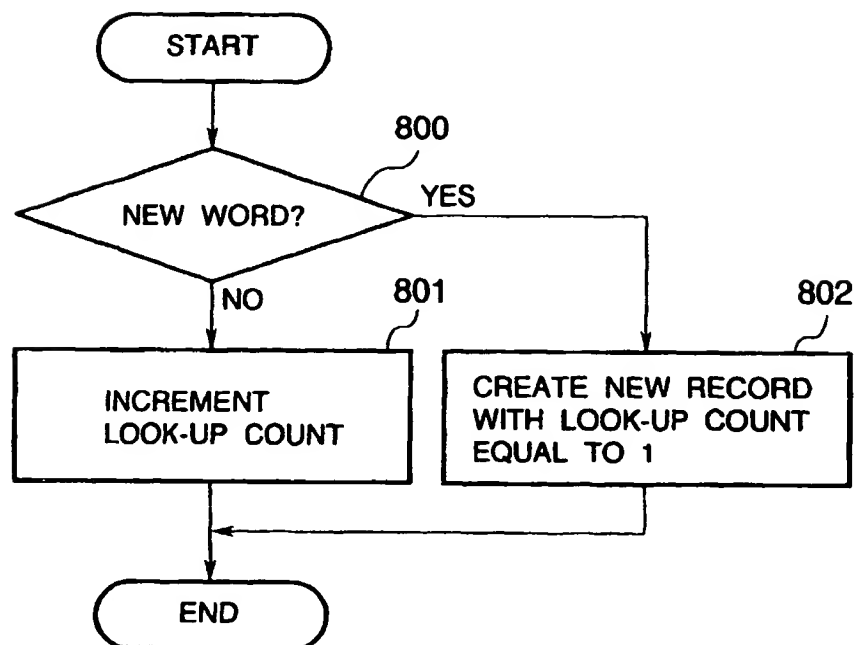 START
800
NEW WORD?
YES
NO
801
802
INCREMENT
LOOK-UP COUNT
CREATE NEW RECORD
WITH LOOK-UP COUNT
EQUAL TO 1
END